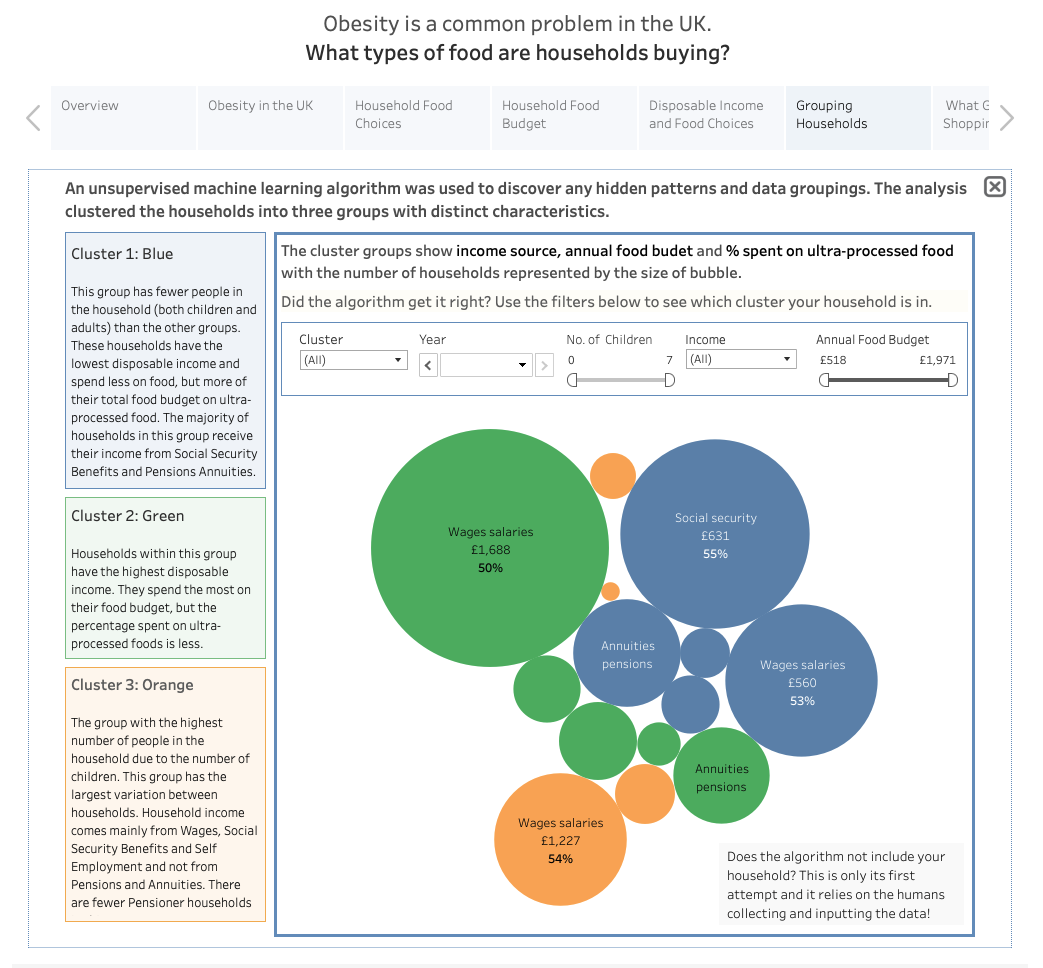 Obesity is a common problem in the UK.
What types of food are households buying?
Overview
Obesity in the UK
Household Food
Choices
Household Food
Budget
Disposable Income
and Food Choices
Grouping
Households
What G
Shoppin
An unsupervised machine learning algorithm was used to discover any hidden patterns and data groupings. The analysis
clustered the households into three groups with distinct characteristics.
Cluster 1: Blue
This group has fewer people in
the household (both children and
adults) than the other groups.
These households have the
lowest disposable income and
spend less on food, but more of
their total food budget on ultra-
processed food. The majority of
households in this group receive
their income from Social Security
Benefits and Pensions Annuities.
Cluster 2: Green
Households within this group
have the highest disposable
income. They spend the most on
their food budget, but the
percentage spent on ultra-
processed foods is less.
Cluster 3: Orange
The group with the highest
number of people in the
household due to the number of
children. This group has the
largest variation between
households. Household income
comes mainly from Wages, Social
Security Benefits and Self
Employment and not from
Pensions and Annuities. There
are fewer Pensioner households
The cluster groups show income source, annual food budet and % spent on ultra-processed food
with the number of households represented by the size of bubble.
Did the algorithm get it right? Use the filters below to see which cluster your household is in.
Cluster
(All)
Year
No. of Children
0 7
Income
(All)
Annual Food Budget
£518 £1,971
Wages salaries
£1,688
50%
Social security
£631
55%
Annuities
pensions
Wages salaries
£560
53%
Annuities
pensions
Wages salaries
£1,227
54%
Does the algorithm not include your
household? This is only its first
attempt and it relies on the humans
collecting and inputting the data!